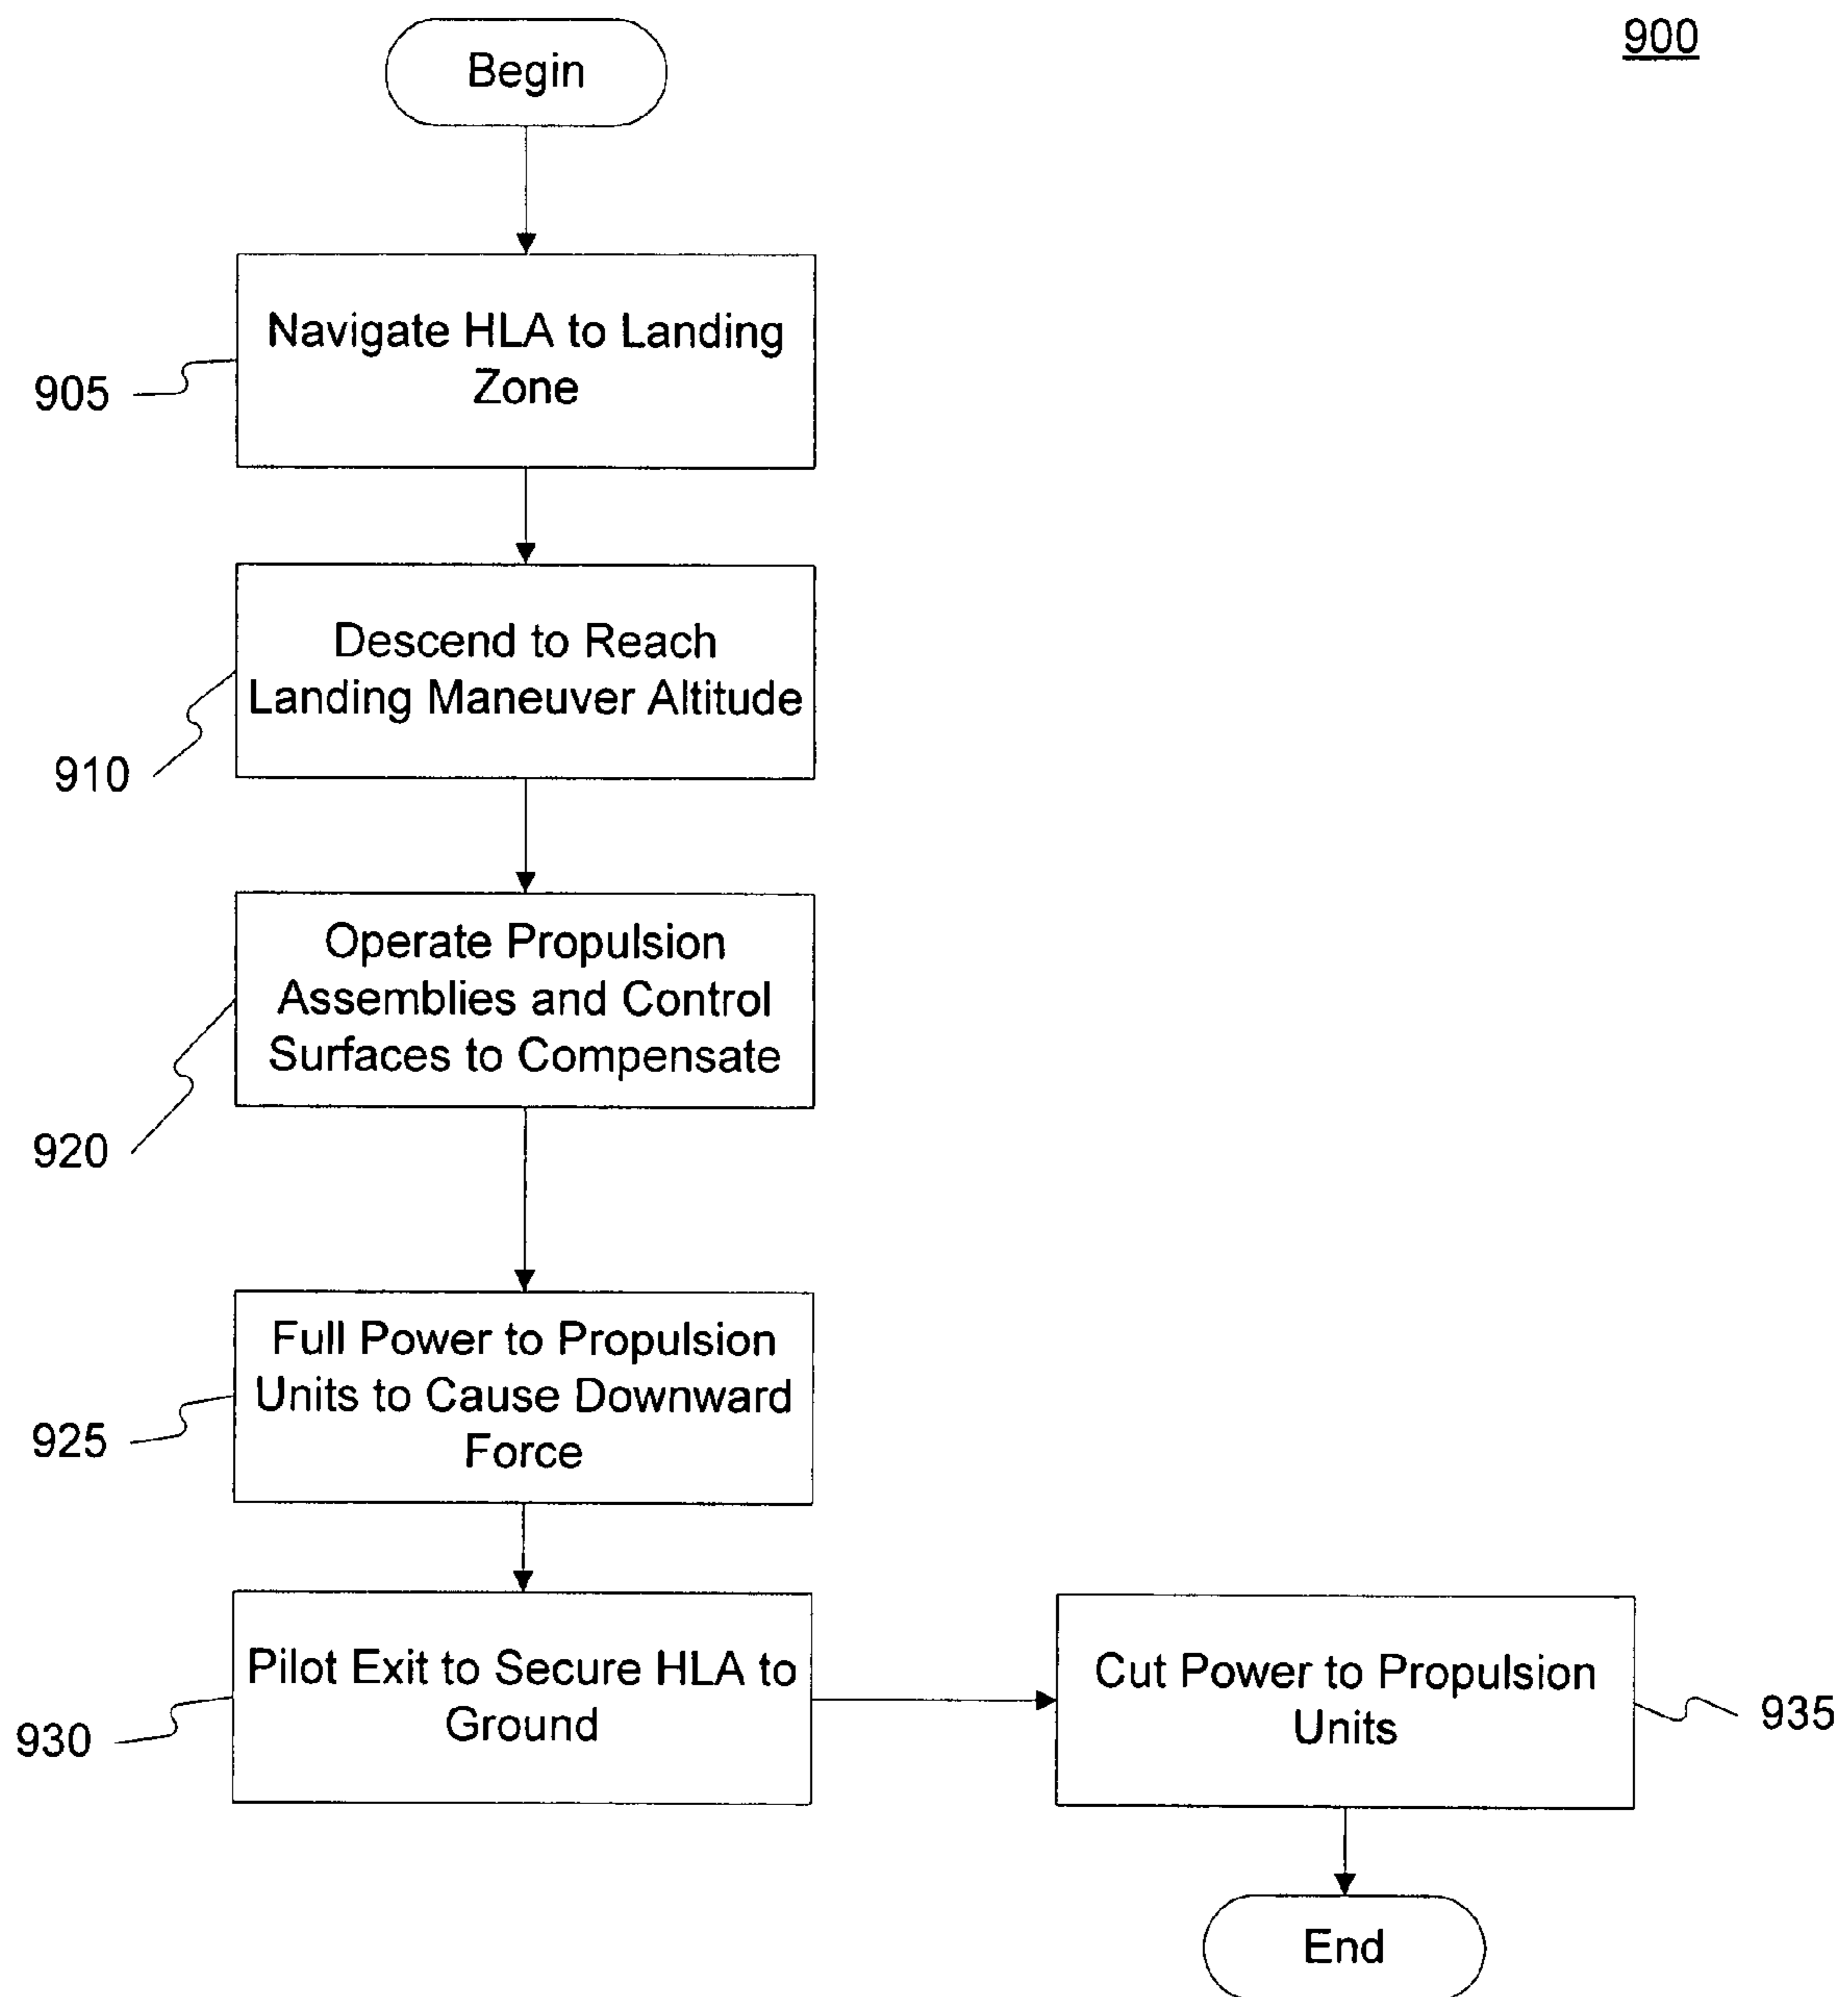 900
Begin
Navigate HLA to Landing
Zone
905
Descend to Reach
Landing Maneuver Altitude
910
Operate Propulsion
Assemblies and Control
Surfaces to Compensate
920
Full Power to Propulsion
Units to Cause Downward
Force
925
Pilot Exit to Secure HLA to
Ground
930
Cut Power to Propulsion
Units
935
End